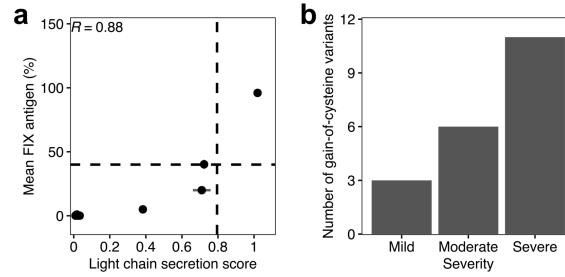 a
R = 0.88
150
100
50
0
Mean FIX antigen (%)
0 0.2 0.4 0.6 0.8 1
Light chain secretion score
b
12
9
6
3
0
Number of gain-of-cysteine variants
Mild Moderate Severe
Severity